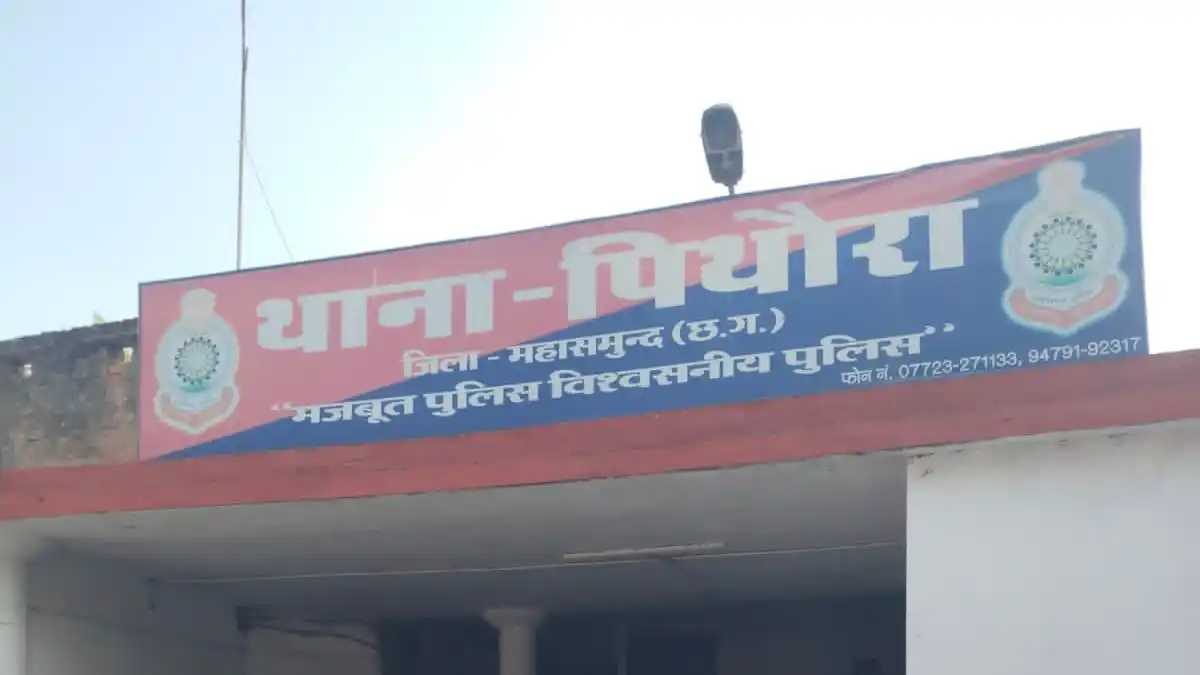 थाना - पिथौरा
जिला - महासमुन्द (छ.ग.)
“मजबूत पुलिस विश्वसनीय पुलिस”
फोन नं. 07723-271133, 94791-92317